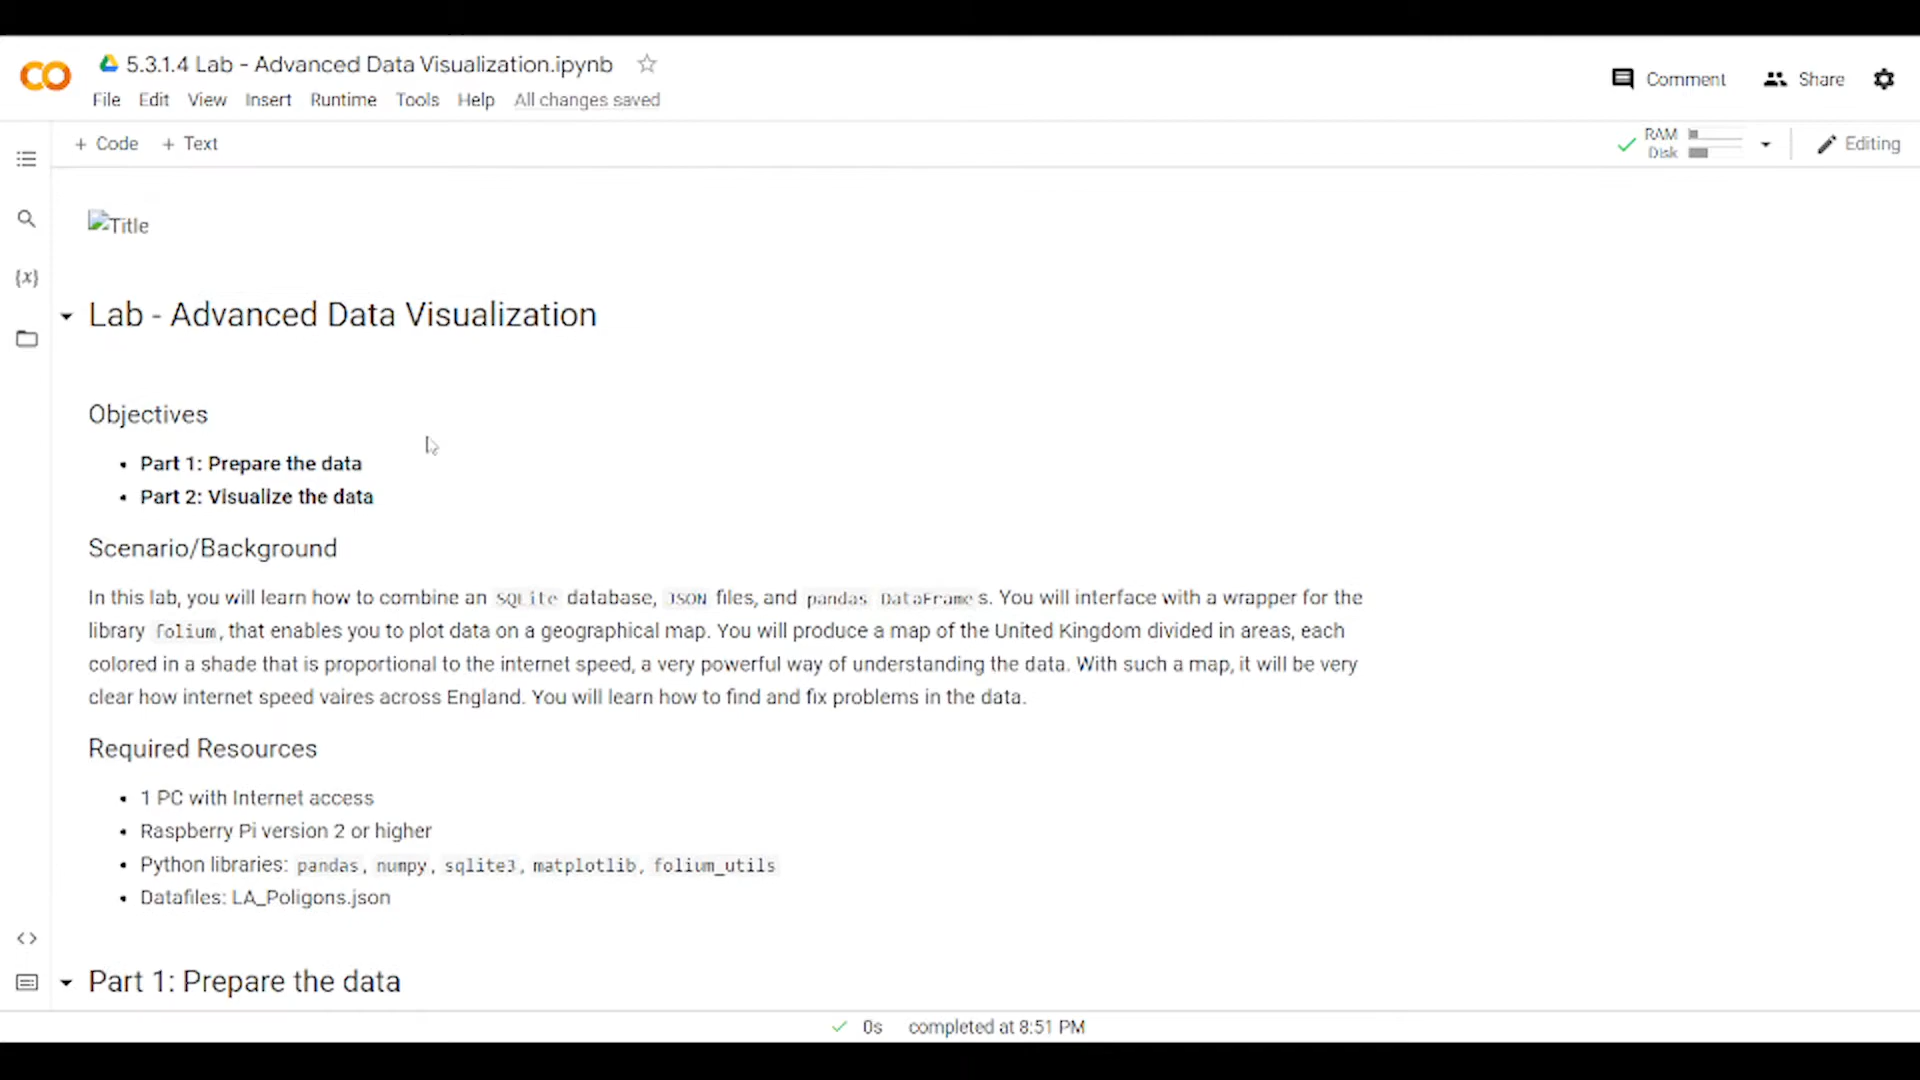 5.3.1.4 Lab - Advanced Data Visualization.ipynb
Comment
Share
File Edit View Insert Runtime Tools Help All changes saved
+ Code + Text
RAM
Disk
Editing
Title
Lab - Advanced Data Visualization
Objectives
• Part 1: Prepare the data
• Part 2: Visualize the data
Scenario/Background
In this lab, you will learn how to combine an SQLite database, JSON files, and pandas DataFrame s. You will interface with a wrapper for the
library folium, that enables you to plot data on a geographical map. You will produce a map of the United Kingdom divided in areas, each
colored in a shade that is proportional to the internet speed, a very powerful way of understanding the data. With such a map, it will be very
clear how internet speed vaires across England. You will learn how to find and fix problems in the data.
Required Resources
• 1 PC with Internet access
• Raspberry Pi version 2 or higher
• Python libraries: pandas, numpy, sqlite3, matplotlib, folium_utils
• Datafiles: LA_Poligons.json
Part 1: Prepare the data
0s completed at 8:51 PM